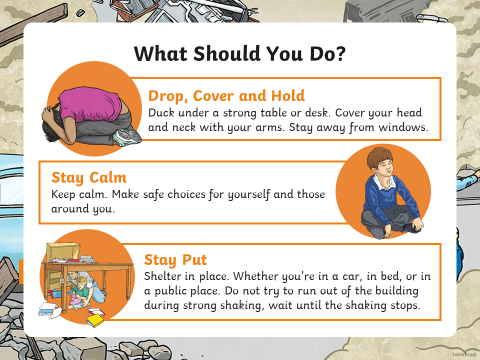 What Should You Do?
Drop, Cover and Hold
Duck under a strong table or desk. Cover your head
and neck with your arms. Stay away from windows.
Stay Calm
Keep calm. Make safe choices for yourself and those
around you.
Stay Put
Shelter in place. Whether you're in a car, in bed, or in
a public place. Do not try to run out of the building
during strong shaking, wait until the shaking stops.